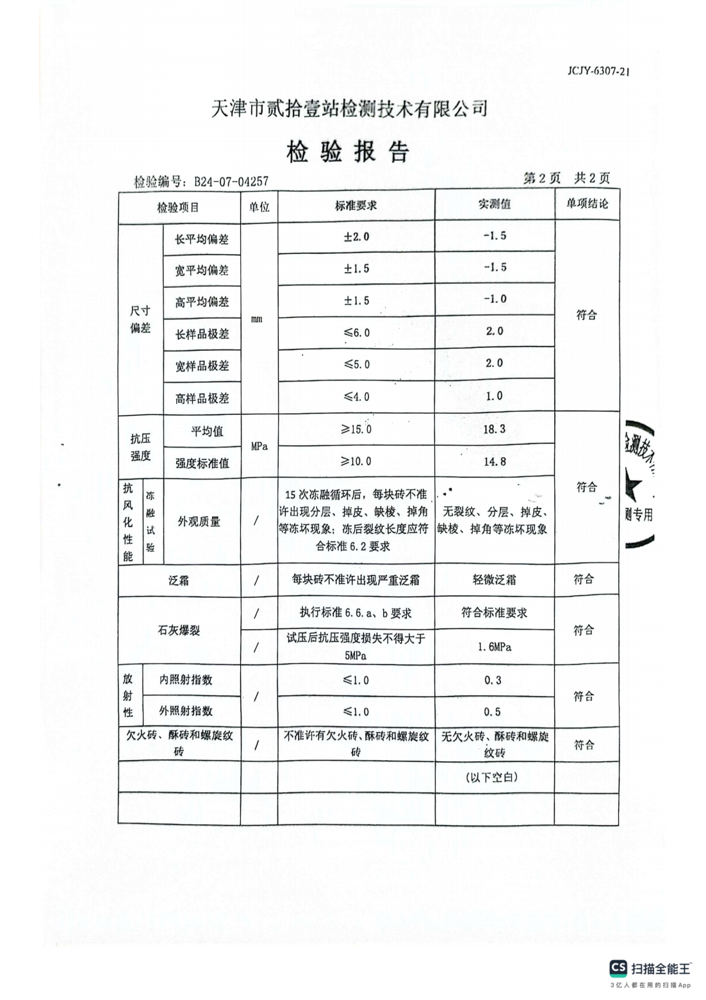 JCJY-6307-21
天津市贰拾壹站检测技术有限公司
检验报告
检验编号：B24-07-04257 第2页 共2页
检验项目 单位 标准要求 实测值 单项结论
尺寸
偏差
长平均偏差 mm ±2.0 -1.5 符合
宽平均偏差 ±1.5 -1.5
高平均偏差 ±1.5 -1.0
长样品极差 ≤6.0 2.0
宽样品极差 ≤5.0 2.0
高样品极差 ≤4.0 1.0
抗压
强度
平均值 MPa ≥15.0 18.3 符合
强度标准值 ≥10.0 14.8
抗
风
化
性
能
冻
融
试
验
外观质量 /
15次冻融循环后，每块砖不准
许出现分层、掉皮、缺棱、掉角
等冻坏现象；冻后裂纹长度应符
合标准6.2要求
无裂纹、分层、掉皮、
缺棱、掉角等冻坏现象
泛霜 / 每块砖不准许出现严重泛霜 轻微泛霜 符合
石灰爆裂 / 执行标准6.6.a、b要求 符合标准要求 符合
/
试压后抗压强度损失不得大于
5MPa
1.6MPa
放
射
性
内照射指数 / ≤1.0 0.3 符合
外照射指数 ≤1.0 0.5
欠火砖、酥砖和螺旋纹
砖
/
不准许有欠火砖、酥砖和螺旋纹
砖
无欠火砖、酥砖和螺旋
纹砖
符合
(以下空白)
检测技术
测专用
CS 扫描全能王
3亿人都在用的扫描App